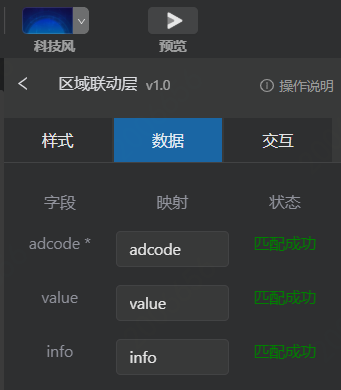 科技风 预览
区域联动层 v1.0 操作说明
样式 数据 交互
字段 映射 状态
adcode * adcode 匹配成功
value value 匹配成功
info info 匹配成功